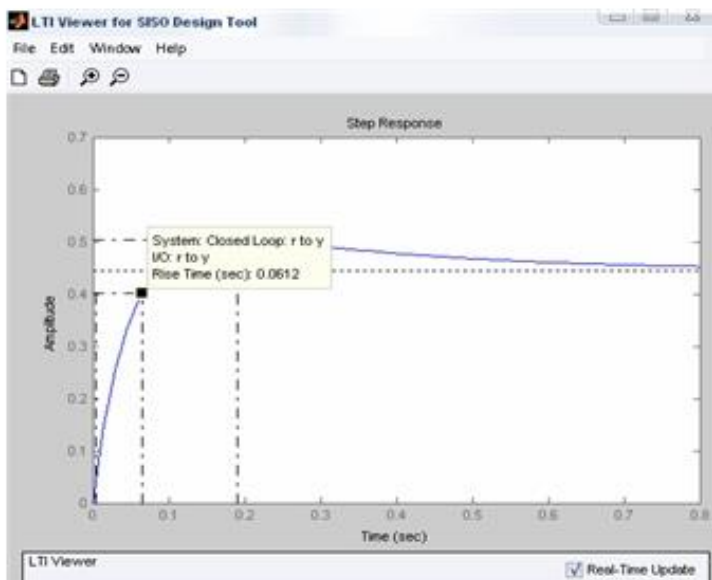 LTI Viewer for SISO Design Tool
File Edit Window Help
Step Response
0.7
0.6
0.5
0.4
0.3
0.2
0.1
0
Amplitude
System: Closed Loop: r to y
I/O: r to y
Rise Time (sec): 0.0612
0 0.1 0.2 0.3 0.4 0.5 0.6 0.7 0.8
Time (sec)
LTI Viewer
Real-Time Update